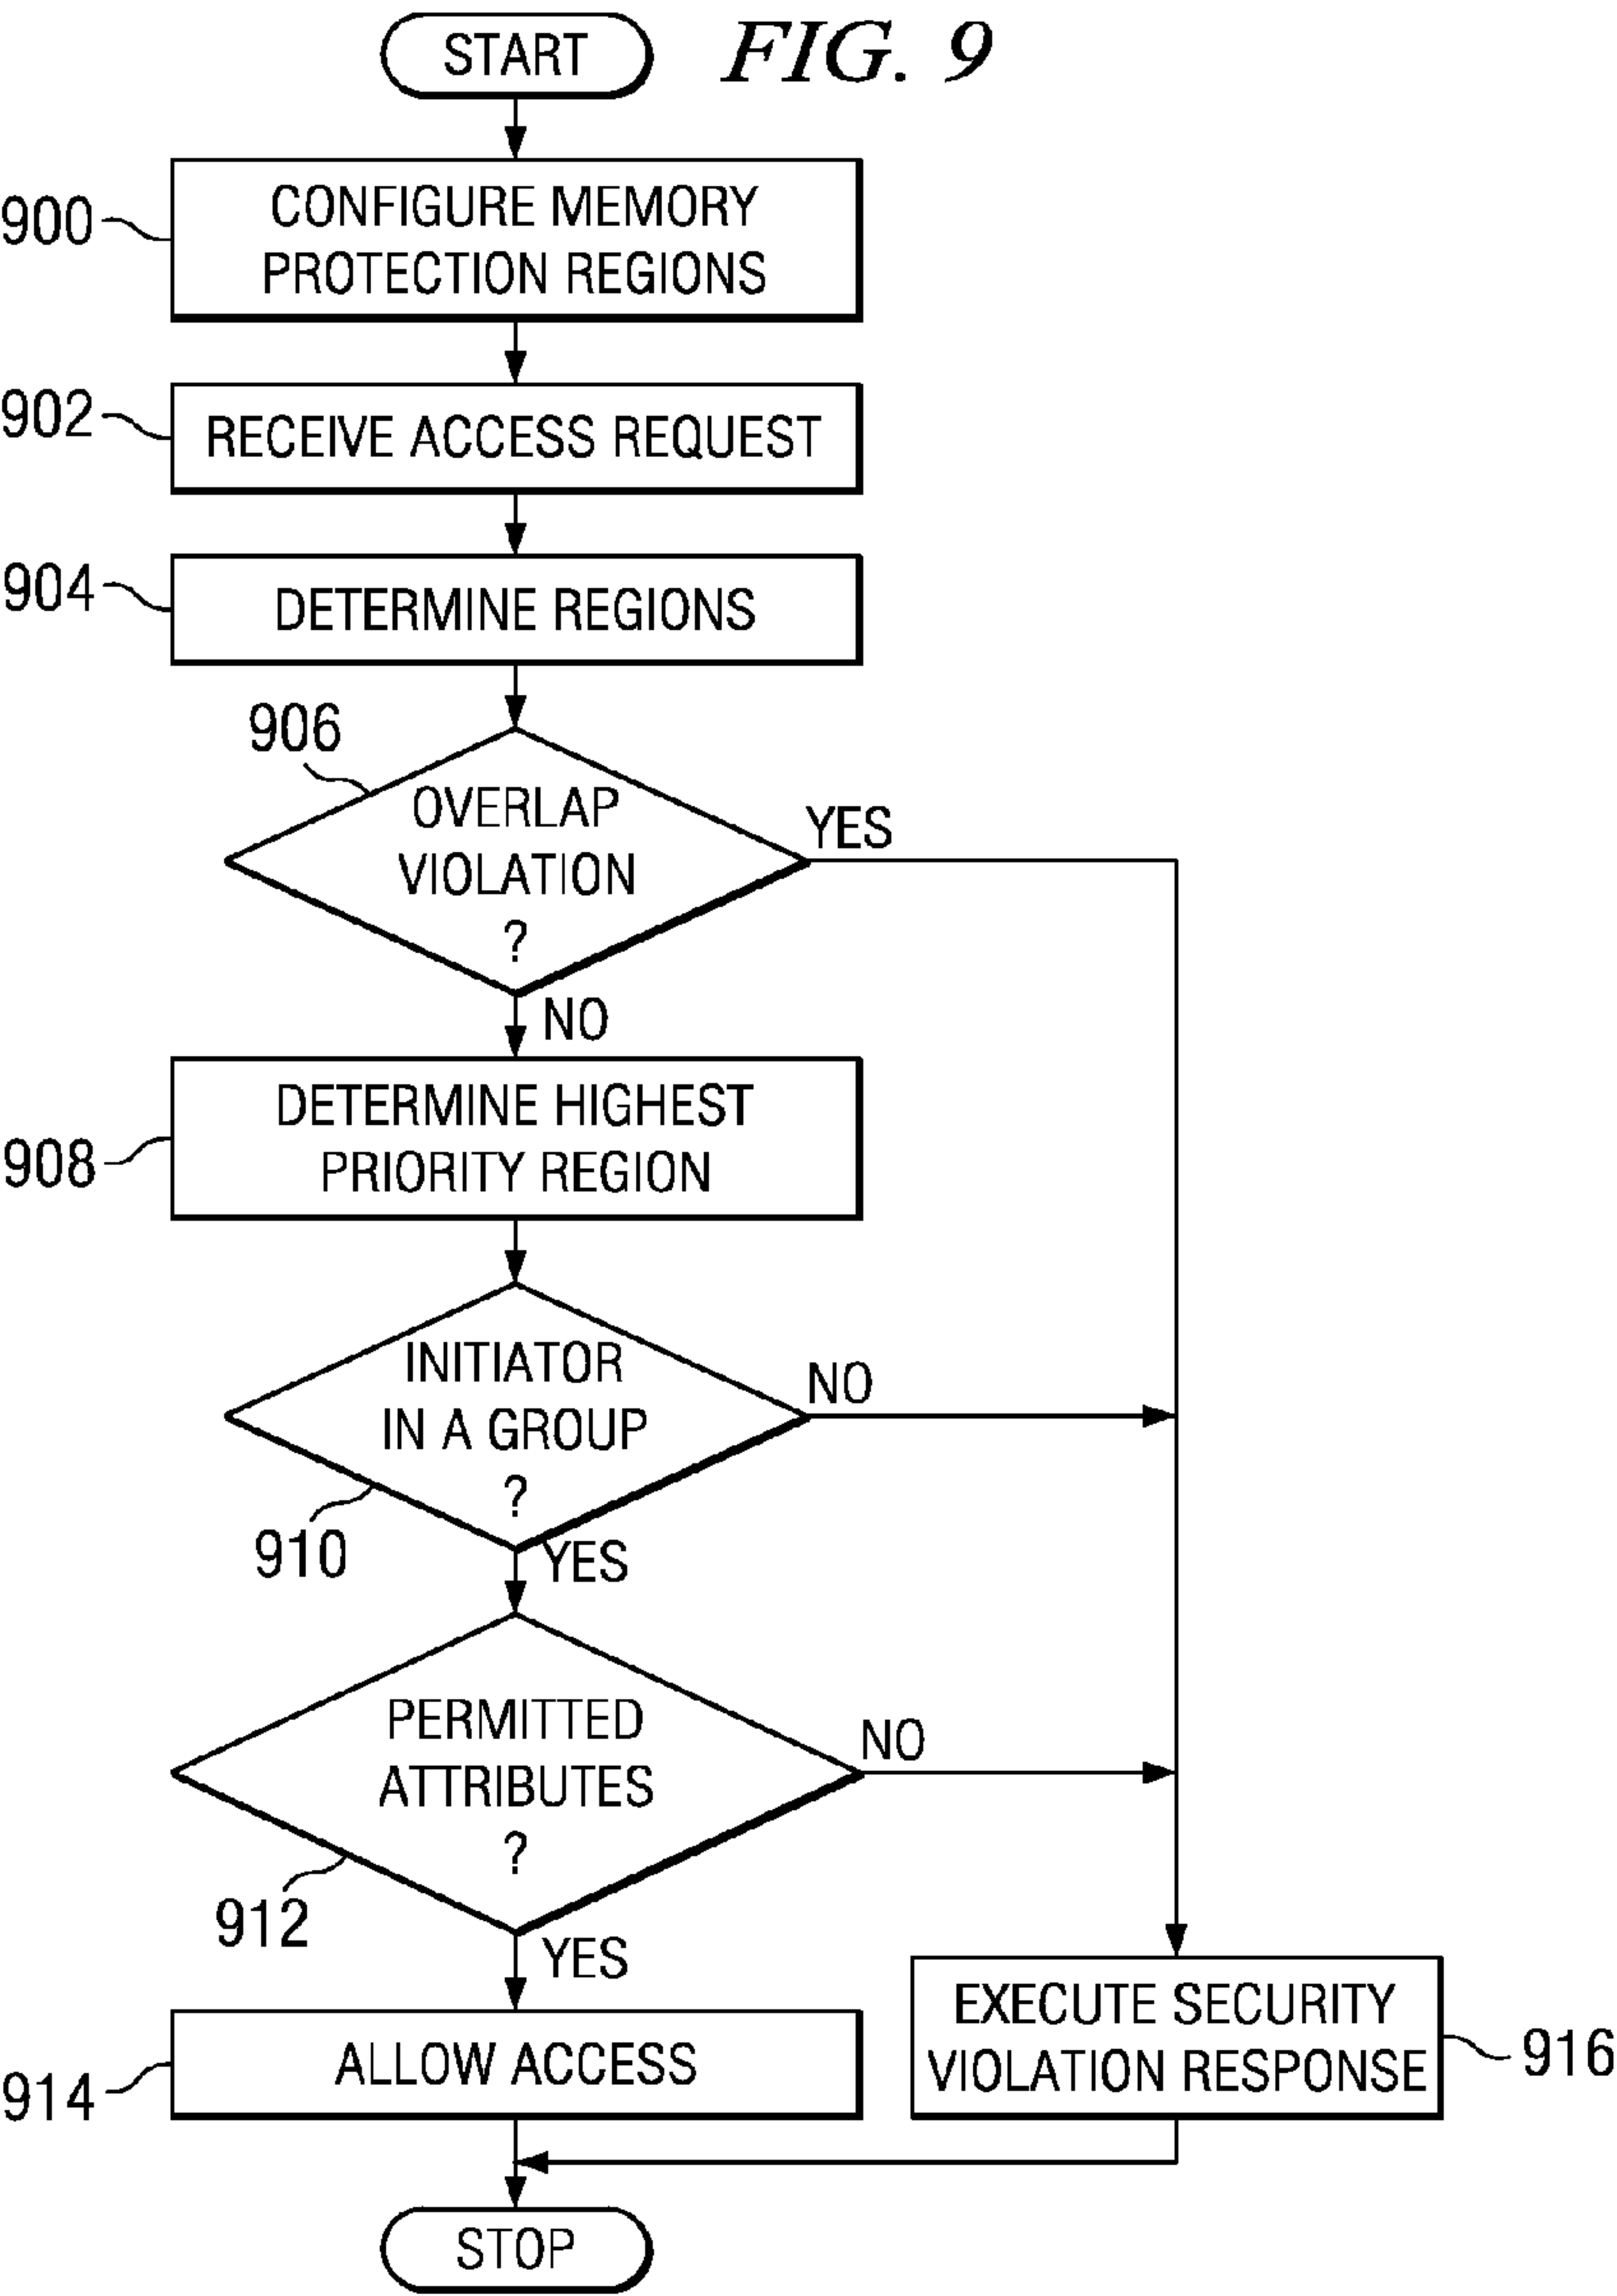 START
FIG. 9
900
CONFIGURE MEMORY
PROTECTION REGIONS
902
RECEIVE ACCESS REQUEST
904
DETERMINE REGIONS
906
OVERLAP
VIOLATION
?
YES
NO
908
DETERMINE HIGHEST
PRIORITY REGION
INITIATOR
IN A GROUP
?
NO
910
YES
PERMITTED
ATTRIBUTES
?
NO
912
YES
914
ALLOW ACCESS
EXECUTE SECURITY
VIOLATION RESPONSE
916
STOP